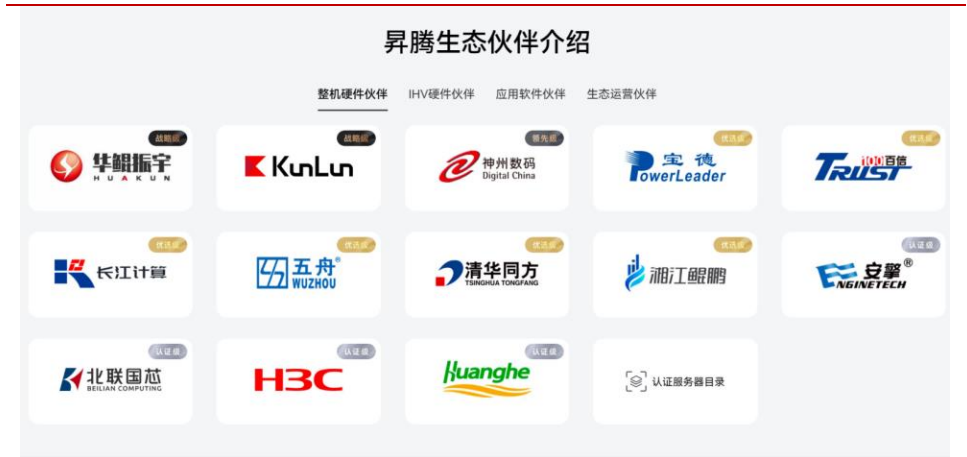 昇腾生态伙伴介绍
整机硬件伙伴 IHV硬件伙伴 应用软件伙伴 生态运营伙伴
战略级
华鲲振宇
HUAKUN
战略级
KunLun
领先级
神州数码
Digital China
优选级
宝德
PowerLeader
优选级
100百信
TRUST
优选级
长江计算
优选级
五舟®
WUZHOU
优选级
清华同方
TSINGHUA TONGFANG
优选级
湘江鲲鹏
认证级
安擎®
ENGINETECH
认证级
北联国芯
BEILIAN COMPUTING
认证级
H3C
认证级
Huanghe
认证服务器目录